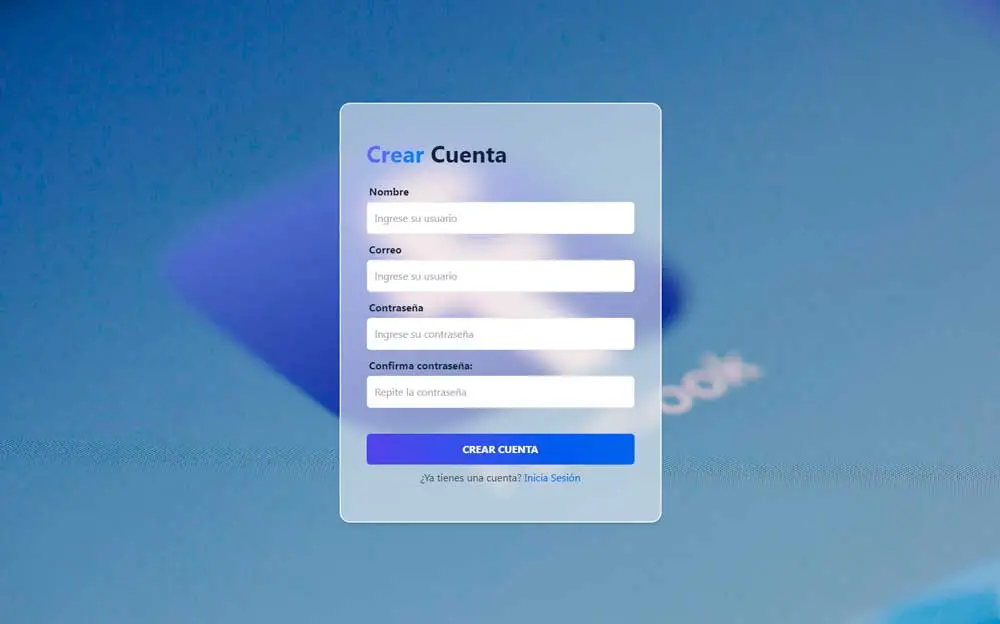 Crear Cuenta
Nombre
Ingrese su usuario
Correo
Ingrese su usuario
Contraseña
Ingrese su contraseña
Confirma contraseña:
Repite la contraseña
CREAR CUENTA
¿Ya tienes una cuenta? Inicia Sesión